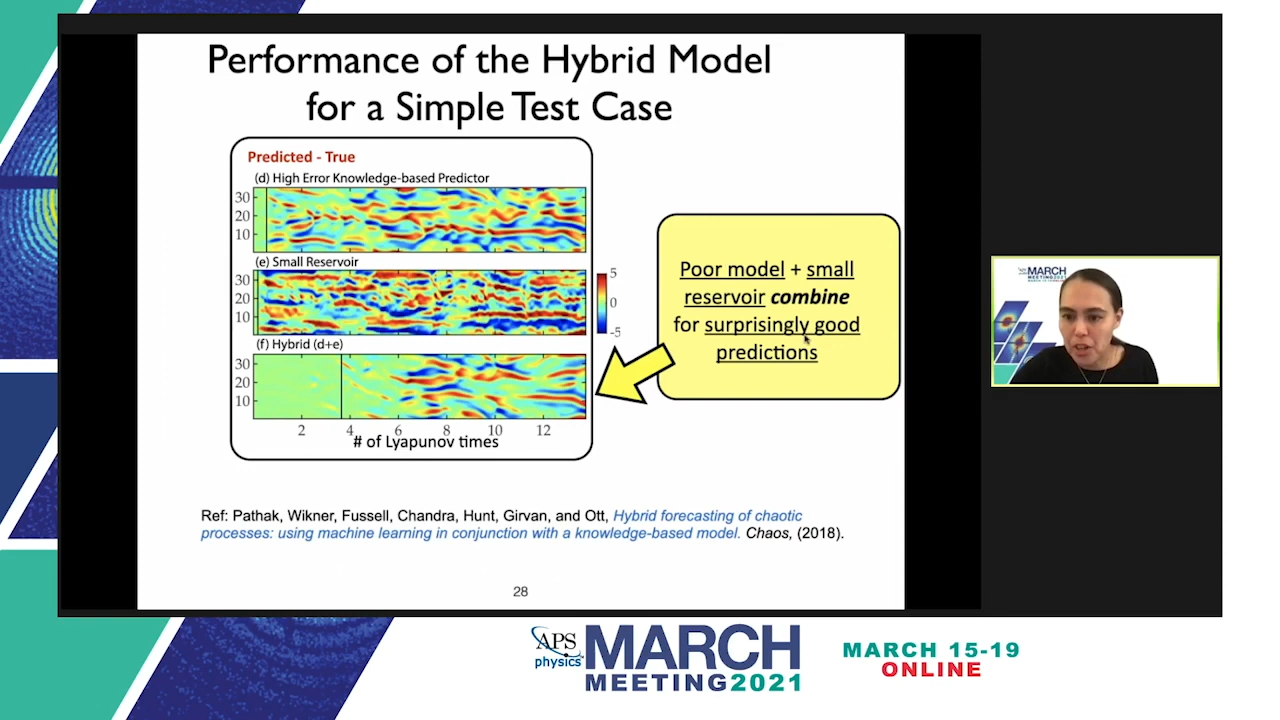 Performance of the Hybrid Model
for a Simple Test Case
Predicted - True
(d) High Error Knowledge-based Predictor
30
20
10
(e) Small Reservoir
30
20
10
5
0
-5
(f) Hybrid (d+e)
30
20
10
2 4 6 8 10 12
# of Lyapunov times
Poor model + small
reservoir combine
for surprisingly good
predictions
Ref: Pathak, Wikner, Fussell, Chandra, Hunt, Girvan, and Ott, Hybrid forecasting of chaotic
processes: using machine learning in conjunction with a knowledge-based model. Chaos, (2018).
28
MARCH
MEETING2021
APS
physics
MARCH
MEETING2021
MARCH 15-19
ONLINE